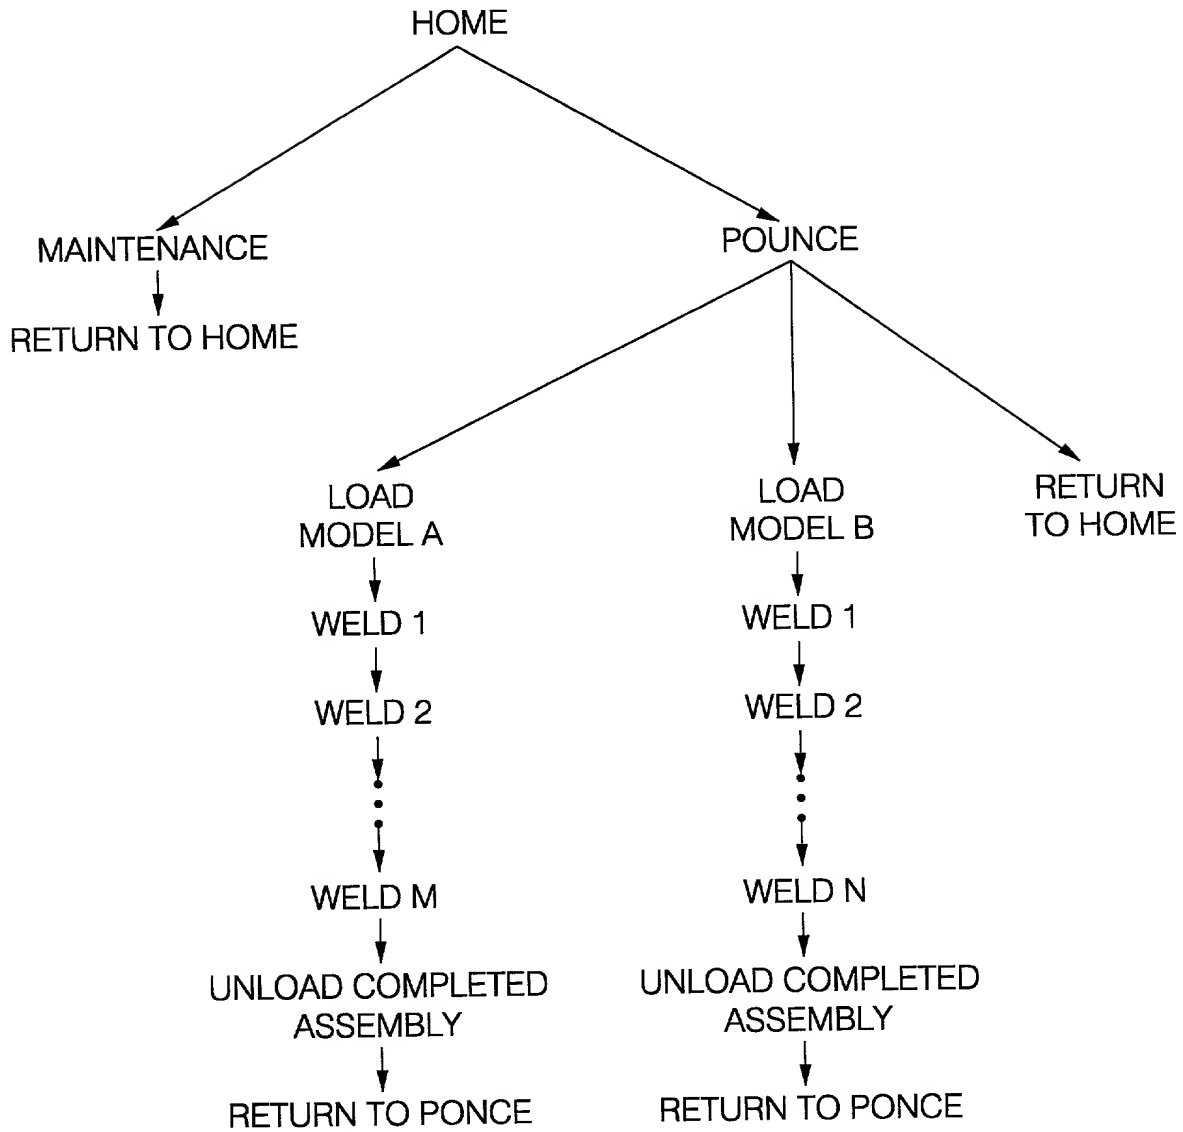 HOME
MAINTENANCE
RETURN TO HOME
POUNCE
LOAD
MODEL A
WELD 1
WELD 2
WELD M
UNLOAD COMPLETED
ASSEMBLY
RETURN TO PONCE
LOAD
MODEL B
WELD 1
WELD 2
WELD N
UNLOAD COMPLETED
ASSEMBLY
RETURN TO PONCE
RETURN
TO HOME